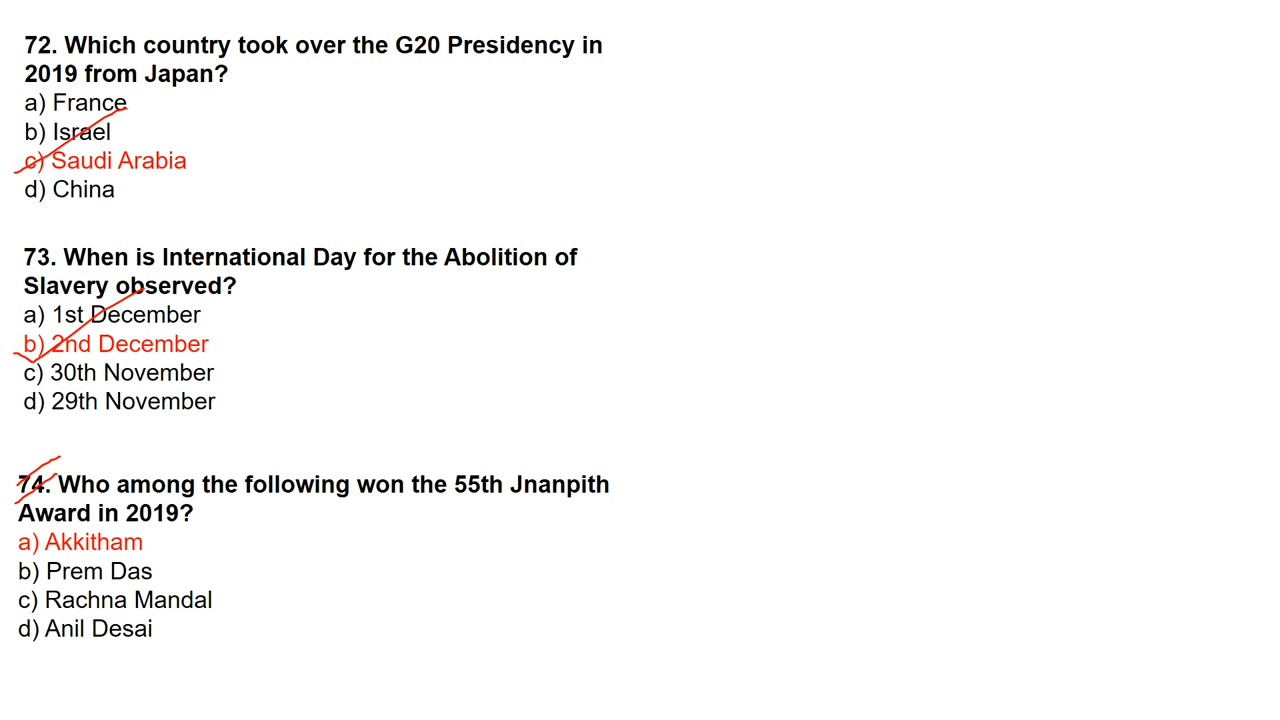 72. Which country took over the G20 Presidency in
2019 from Japan?
a) France
b) Israel
c) Saudi Arabia
d) China
73. When is International Day for the Abolition of
Slavery observed?
a) 1st December
b) 2nd December
c) 30th November
d) 29th November
74. Who among the following won the 55th Jnanpith
Award in 2019?
a) Akkitham
b) Prem Das
c) Rachna Mandal
d) Anil Desai